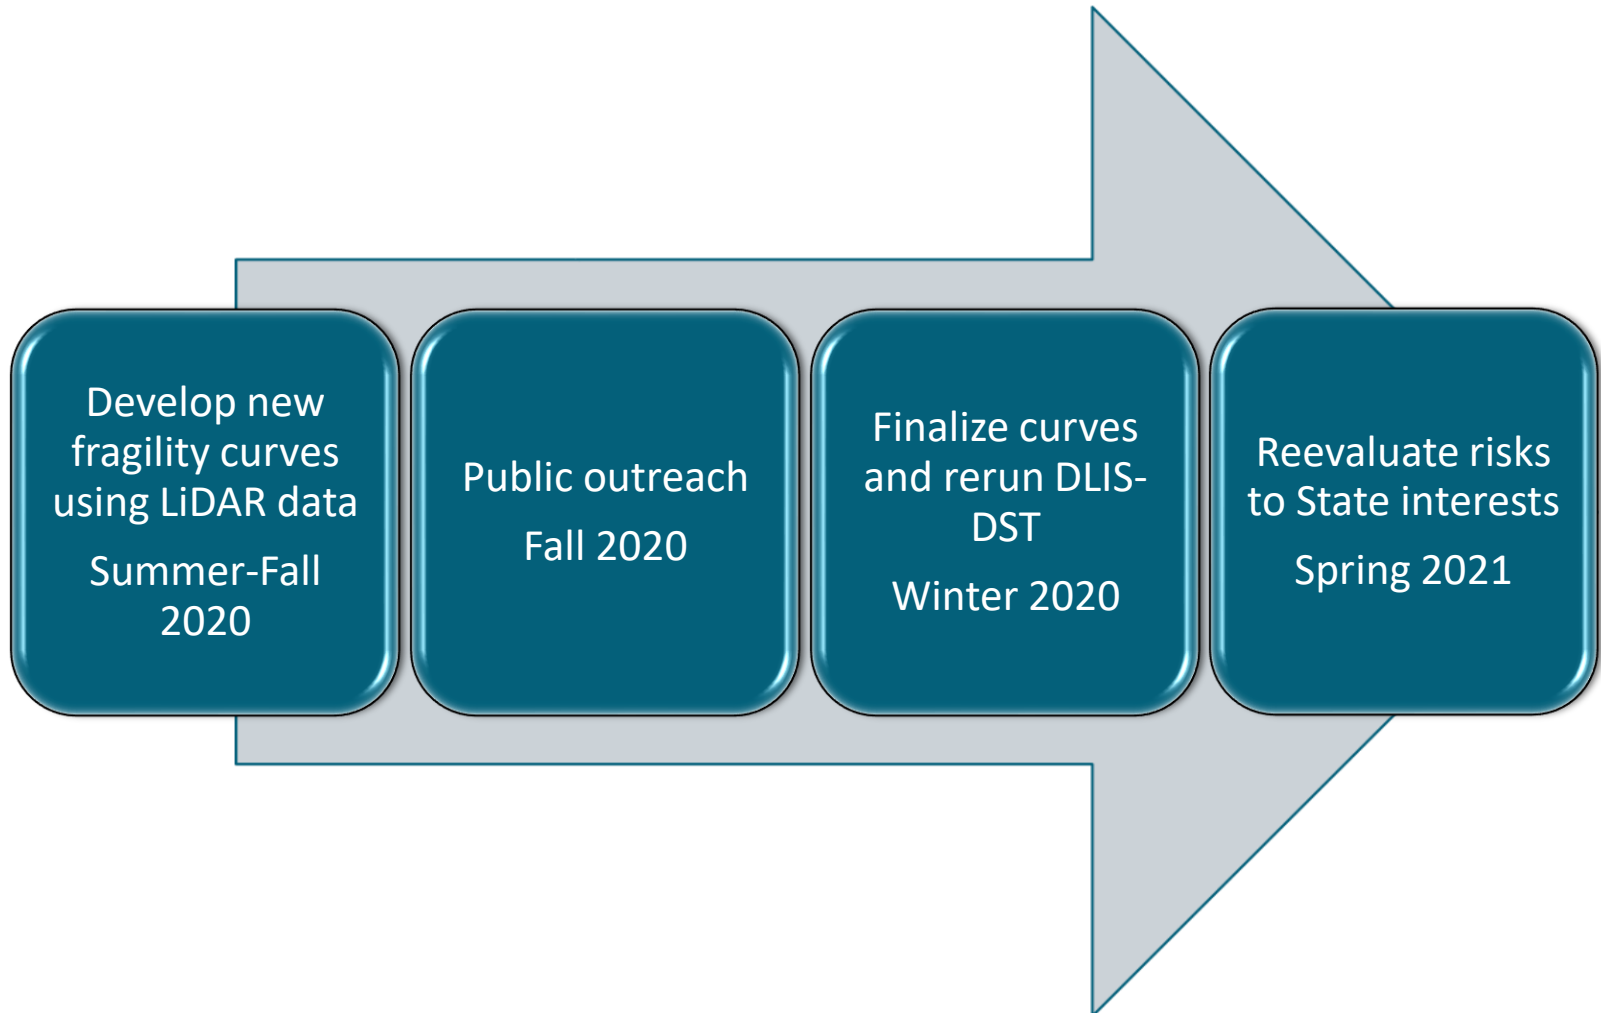 Develop new
fragility curves
using LiDAR data
Summer-Fall
2020
Public outreach
Fall 2020
Finalize curves
and rerun DLIS-
DST
Winter 2020
Reevaluate risks
to State interests
Spring 2021